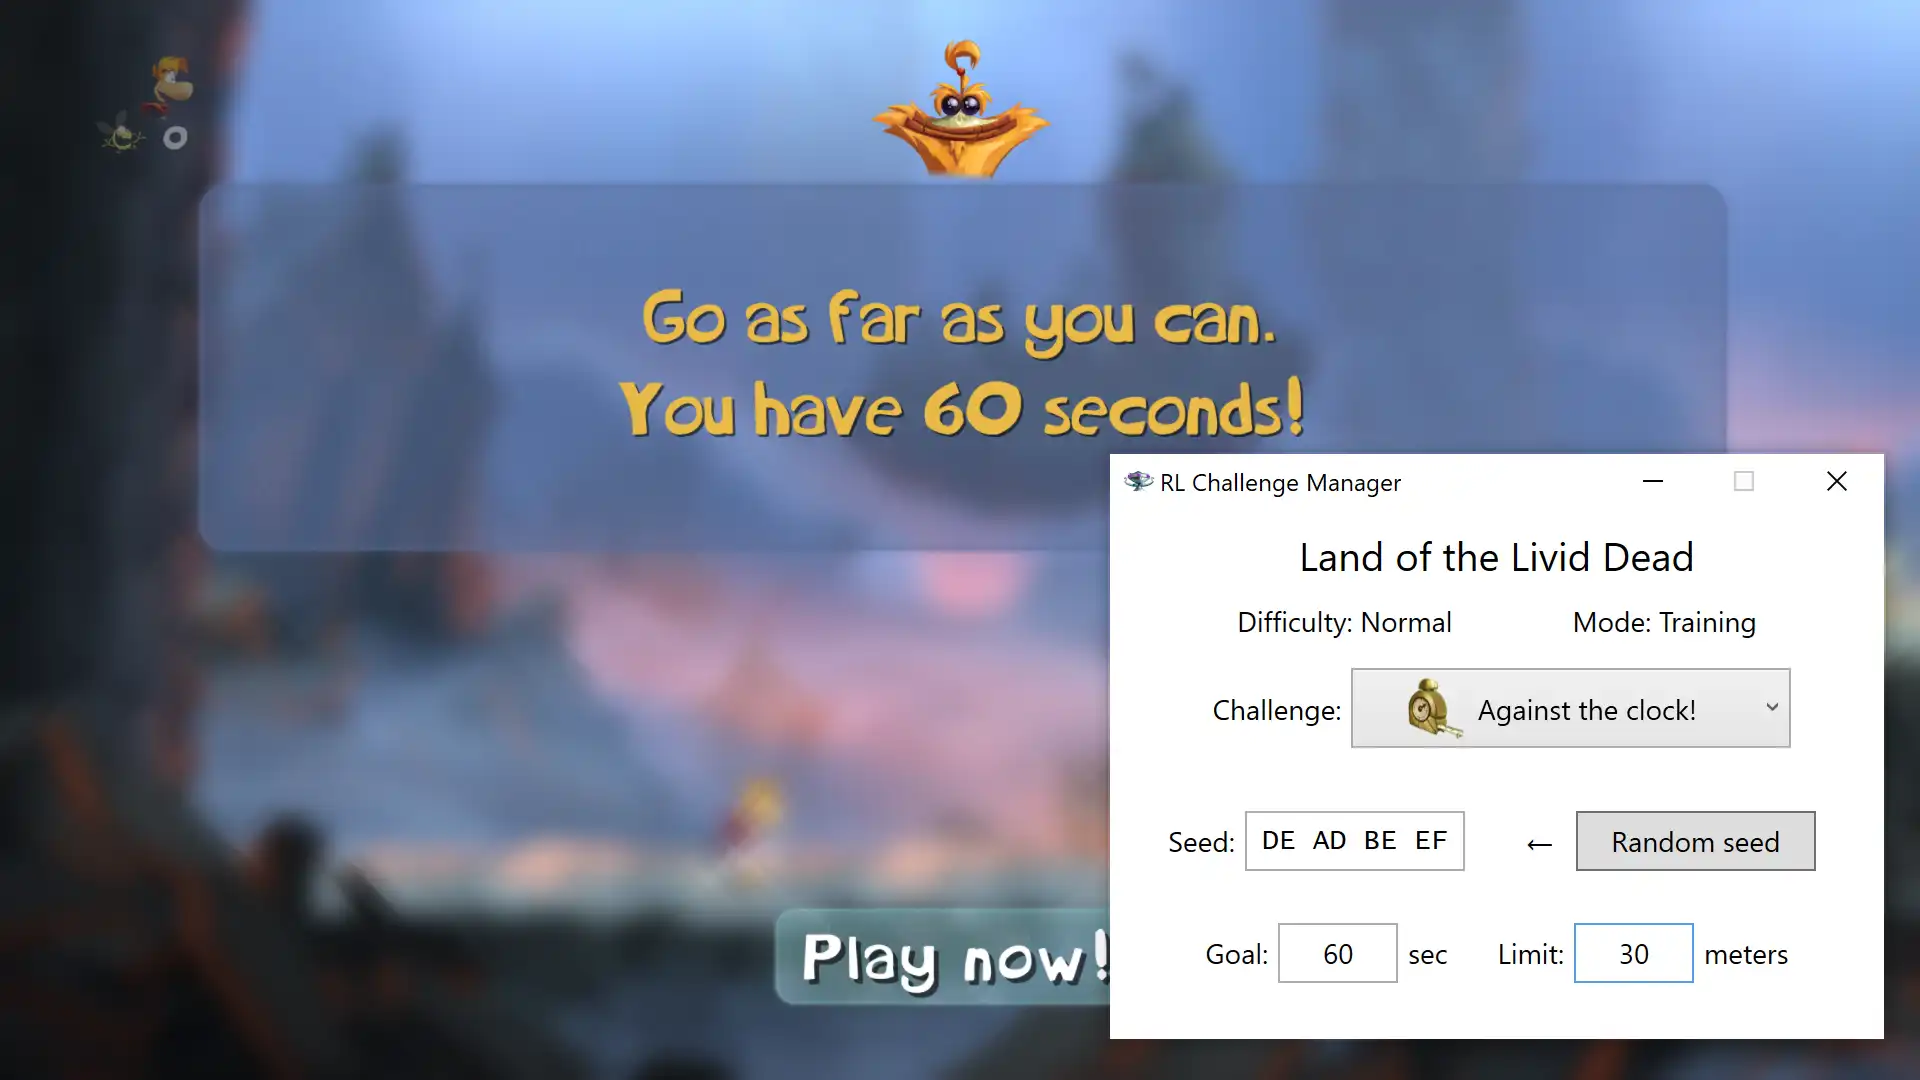 0
Go as far as you can.
You have 60 seconds!
Play now!
RL Challenge Manager
Land of the Livid Dead
Difficulty: Normal Mode: Training
Challenge: Against the clock!
Seed: DE AD BE EF ← Random seed
Goal: 60 sec Limit: 30 meters